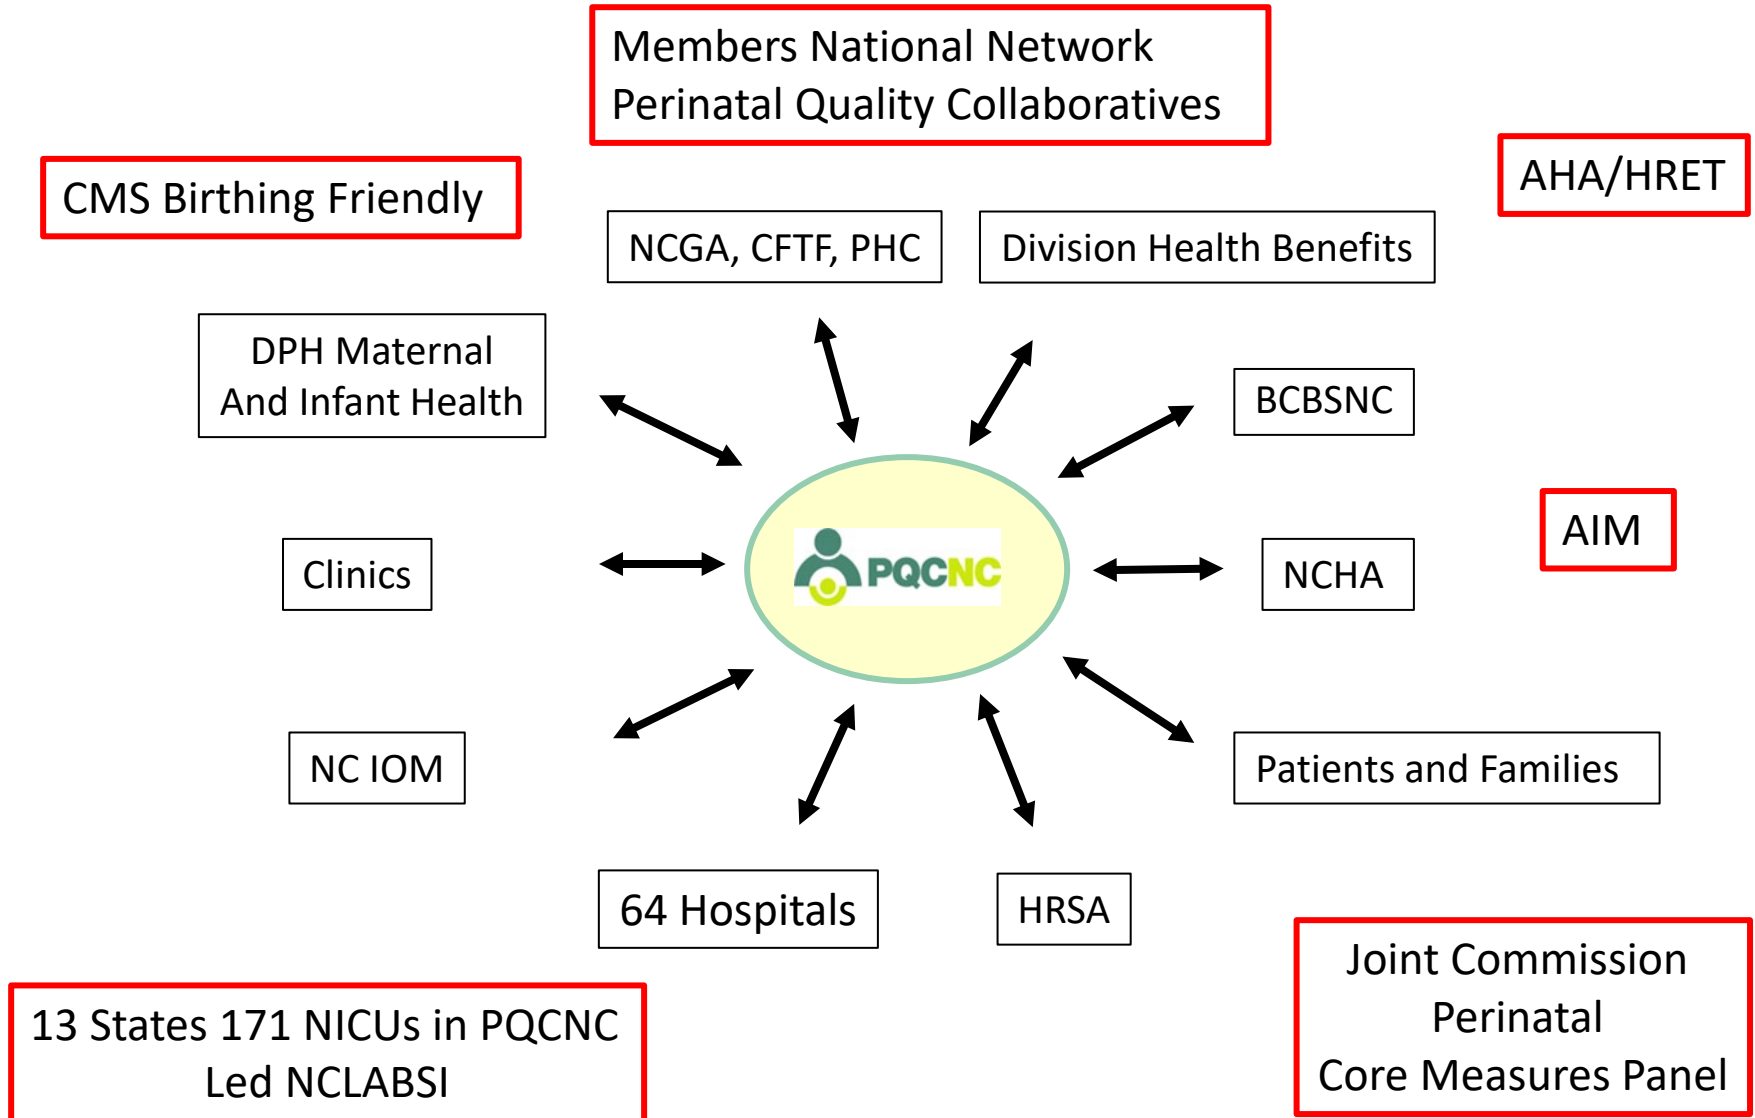 Members National Network
Perinatal Quality Collaboratives
AHA/HRET
CMS Birthing Friendly
NCGA, CFTF, PHC
Division Health Benefits
DPH Maternal
And Infant Health
BCBSNC
AIM
Clinics
PQCNC
NCHA
NC IOM
Patients and Families
64 Hospitals
HRSA
Joint Commission
Perinatal
Core Measures Panel
13 States 171 NICUs in PQCNC
Led NCLABSI